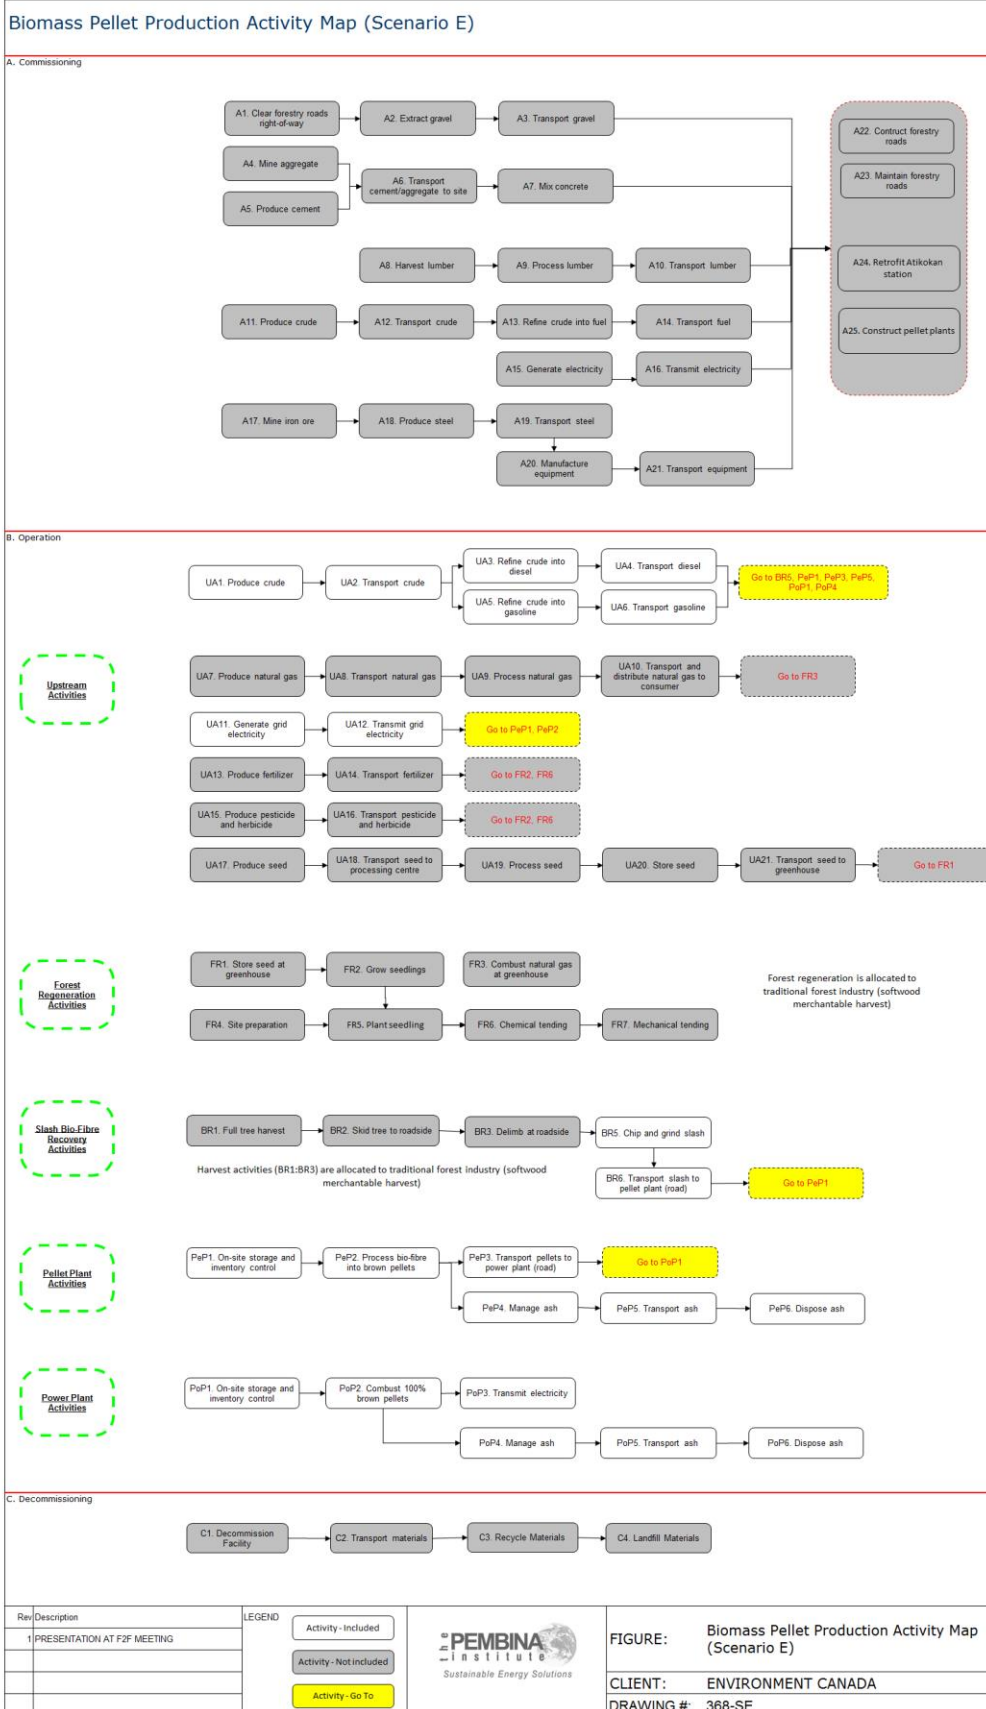 Biomass Pellet Production Activity Map (Scenario E)
A. Commissioning
A1. Clear forestry roads
right-of-way
A2. Extract gravel
A3. Transport gravel
A4. Mine aggregate
A5. Produce cement
A6. Transport
cement/aggregate to site
A7. Mix concrete
A8. Harvest lumber
A9. Process lumber
A10. Transport lumber
A11. Produce crude
A12. Transport crude
A13. Refine crude into fuel
A14. Transport fuel
A15. Generate electricity
A16. Transmit electricity
A17. Mine iron ore
A18. Produce steel
A19. Transport steel
A20. Manufacture
equipment
A21. Transport equipment
A22. Contruct forestry
roads
A23. Maintain forestry
roads
A24. Retrofit Atikokan
station
A25. Construct pellet plants
B. Operation
Upstream
Activities
UA1. Produce crude
UA2. Transport crude
UA3. Refine crude into
diesel
UA4. Transport diesel
UA5. Refine crude into
gasoline
UA6. Transport gasoline
Go to BR5, PeP1, PeP3, PeP5,
PoP1, PoP4
UA7. Produce natural gas
UA8. Transport natural gas
UA9. Process natural gas
UA10. Transport and
distribute natural gas to
consumer
Go to FR3
UA11. Generate grid
electricity
UA12. Transmit grid
electricity
Go to PeP1, PeP2
UA13. Produce fertilizer
UA14. Transport fertilizer
Go to FR2, FR6
UA15. Produce pesticide
and herbicide
UA16. Transport pesticide
and herbicide
Go to FR2, FR6
UA17. Produce seed
UA18. Transport seed to
processing centre
UA19. Process seed
UA20. Store seed
UA21. Transport seed to
greenhouse
Go to FR1
Forest
Regeneration
Activities
FR1. Store seed at
greenhouse
FR2. Grow seedlings
FR3. Combust natural gas
at greenhouse
FR4. Site preparation
FR5. Plant seedling
FR6. Chemical tending
FR7. Mechanical tending
Forest regeneration is allocated to
traditional forest industry (softwood
merchantable harvest)
Slash Bio-Fibre
Recovery
Activities
BR1. Full tree harvest
BR2. Skid tree to roadside
BR3. Delimb at roadside
BR5. Chip and grind slash
BR6. Transport slash to
pellet plant (road)
Go to PeP1
Harvest activities (BR1:BR3) are allocated to traditional forest industry (softwood
merchantable harvest)
Pellet Plant
Activities
PeP1. On-site storage and
inventory control
PeP2. Process bio-fibre
into brown pellets
PeP3. Transport pellets to
power plant (road)
Go to PoP1
PeP4. Manage ash
PeP5. Transport ash
PeP6. Dispose ash
Power Plant
Activities
PoP1. On-site storage and
inventory control
PoP2. Combust 100%
brown pellets
PoP3. Transmit electricity
PoP4. Manage ash
PoP5. Transport ash
PoP6. Dispose ash
C. Decommissioning
C1. Decommission
Facility
C2. Transport materials
C3. Recycle Materials
C4. Landfill Materials
Rev Description
1 PRESENTATION AT F2F MEETING
LEGEND
Activity - Included
Activity - Not included
Activity - Go To
the PEMBINA
institute
Sustainable Energy Solutions
FIGURE: Biomass Pellet Production Activity Map
(Scenario E)
CLIENT: ENVIRONMENT CANADA
DRAWING #: 368-SE